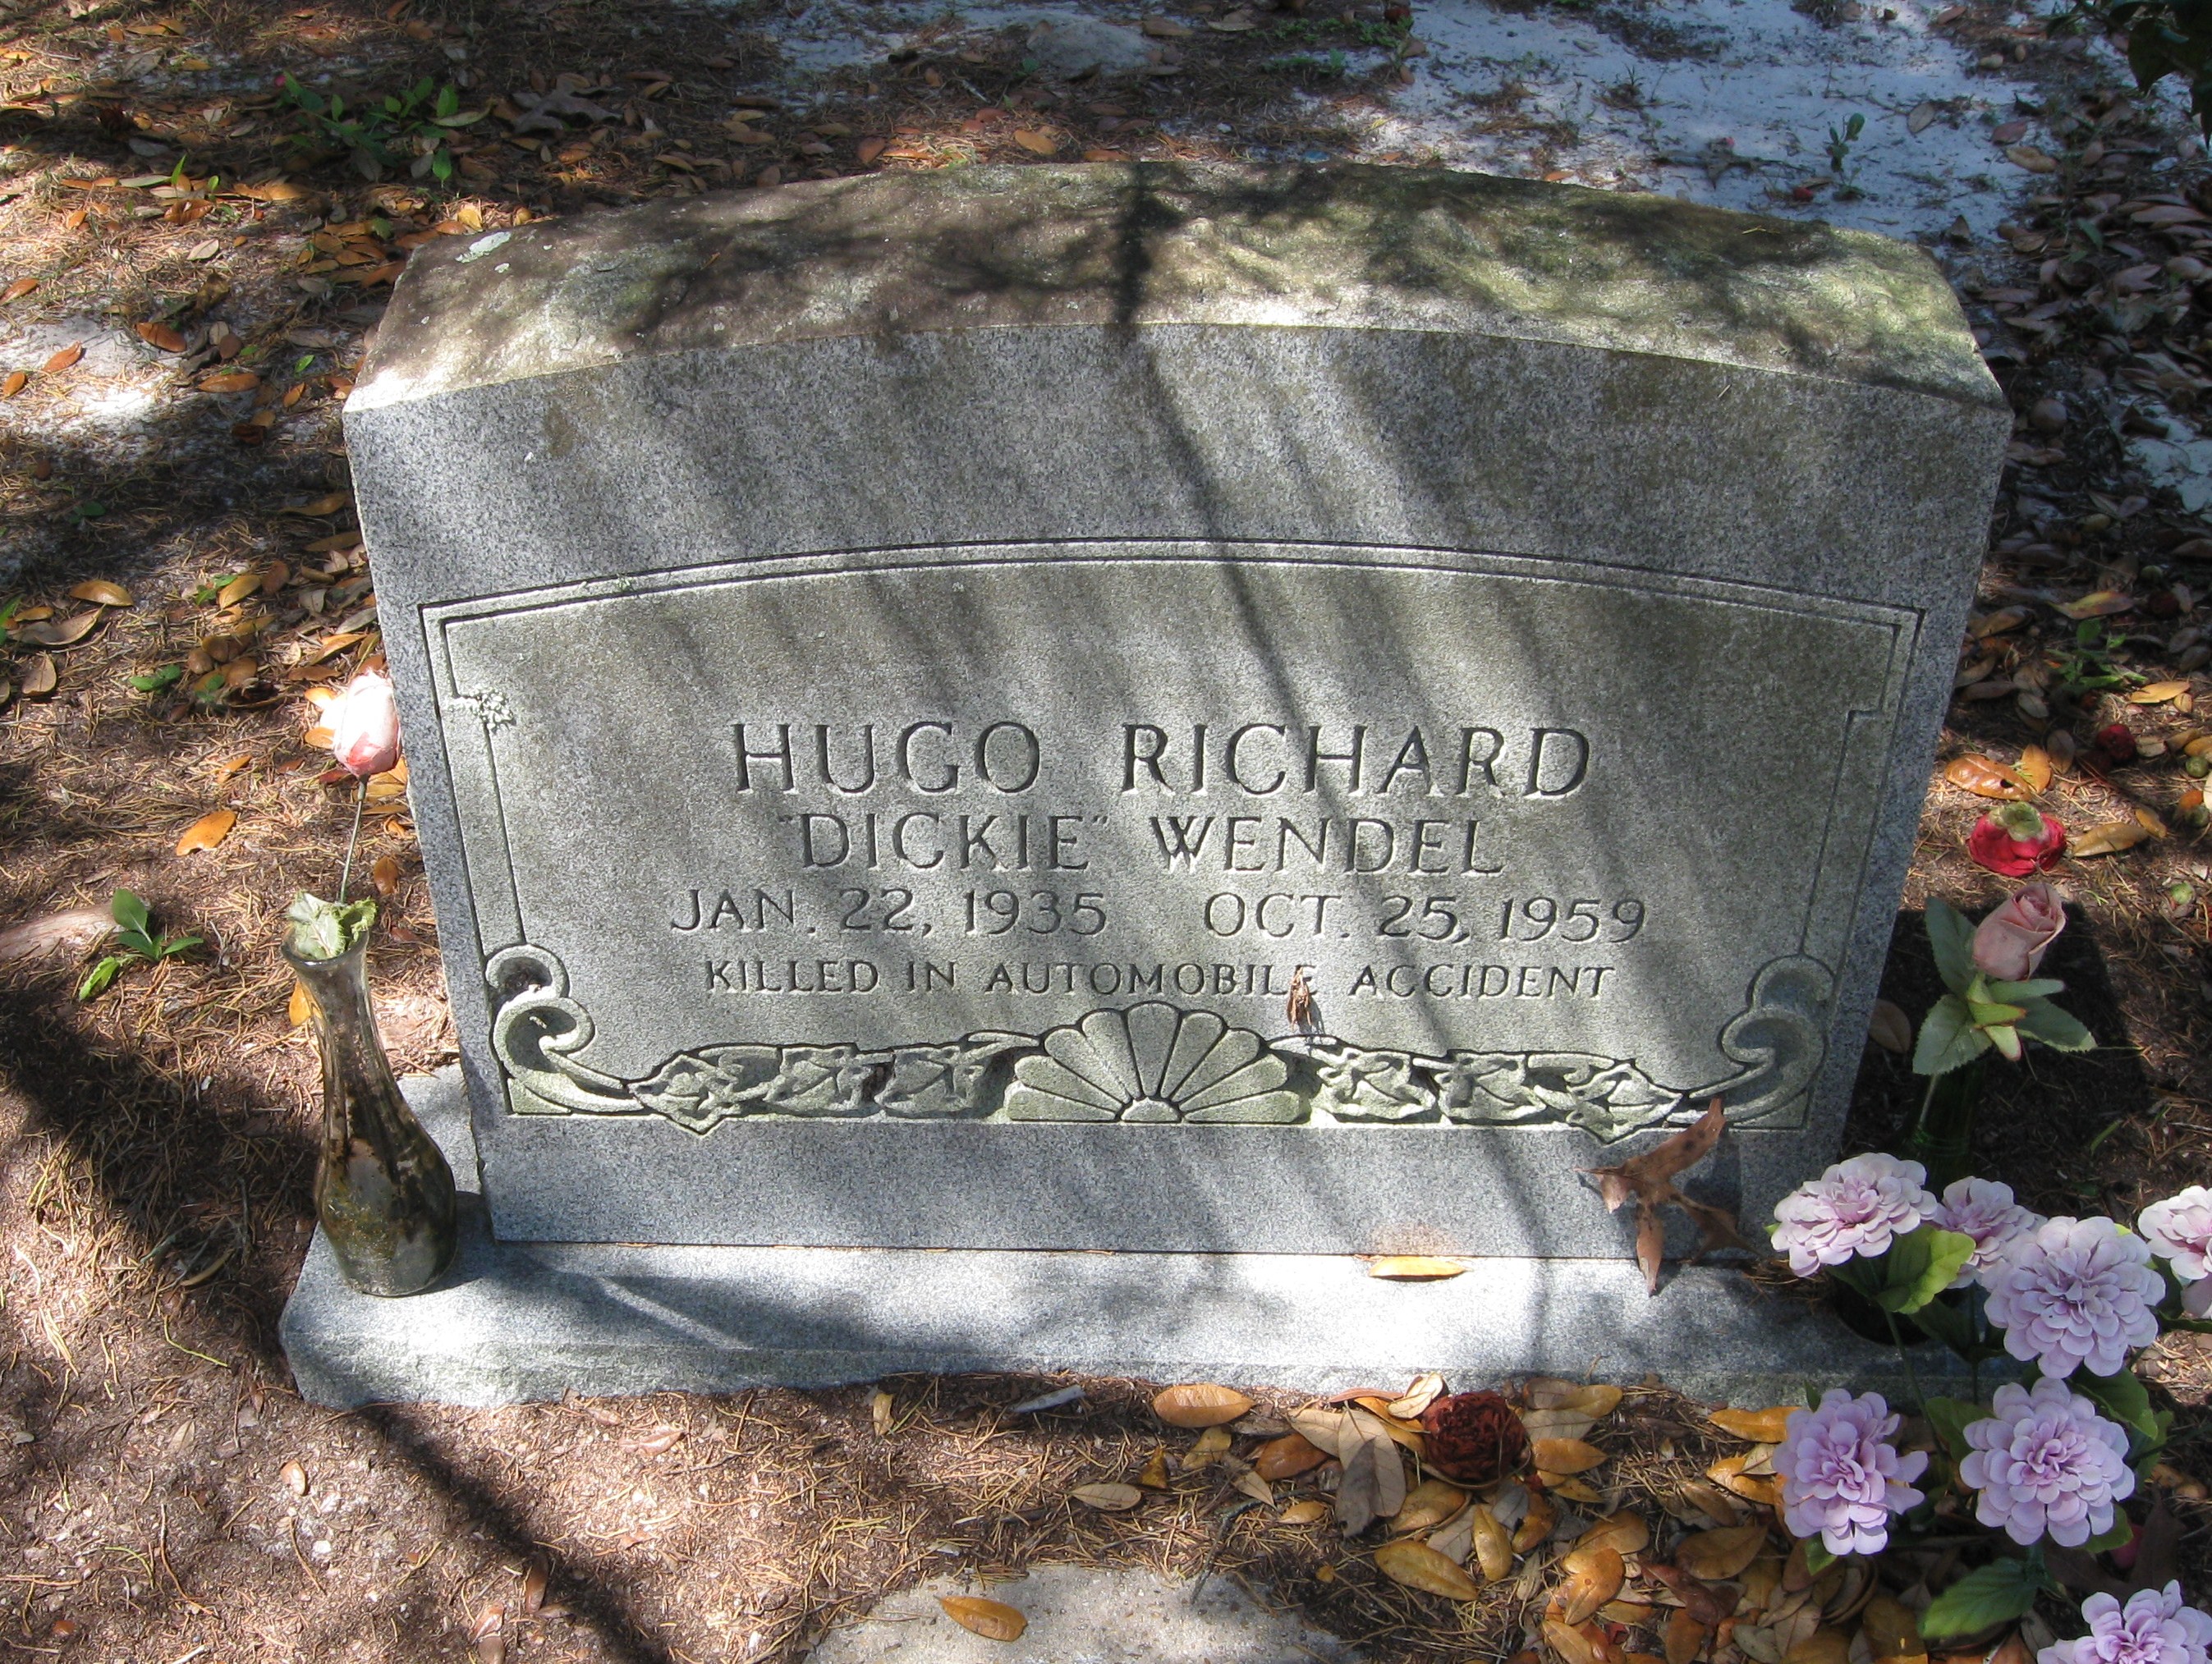 HUGO RICHARD
"DICKIE" WENDEL
JAN. 22, 1935 OCT. 25, 1959
KILLED IN AUTOMOBILE ACCIDENT